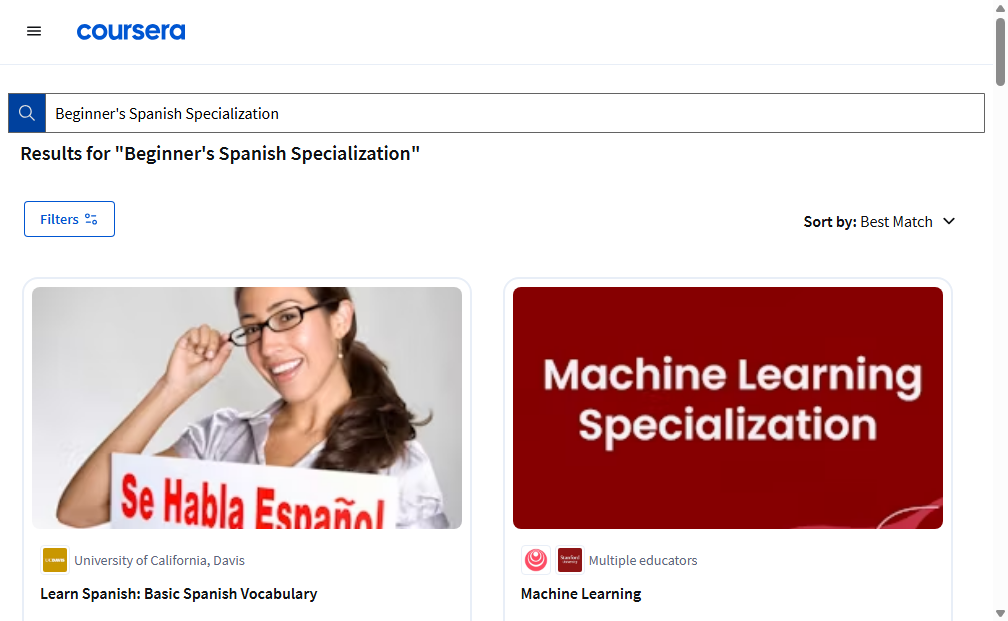 coursera
Beginner's Spanish Specialization
Results for "Beginner's Spanish Specialization"
Filters
Sort by: Best Match
Se Habla Español
Machine Learning
Specialization
University of California, Davis
Multiple educators
Learn Spanish: Basic Spanish Vocabulary
Machine Learning